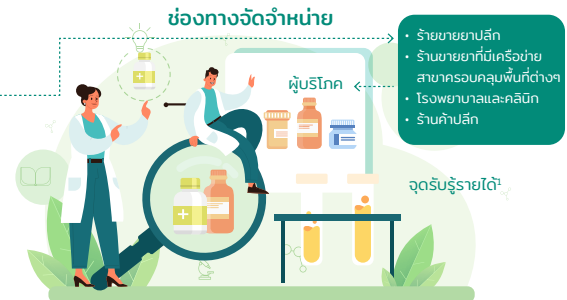 ช่องทางจัดจำหน่าย
• ร้ายขายยาปลีก
• ร้านขายยาที่มีเครือข่าย
สาขาครอบคลุมพื้นที่ต่างๆ
• โรงพยาบาลและคลินิก
• ร้านค้าปลีก
ผู้บริโภค
จุดรับรู้รายได้¹